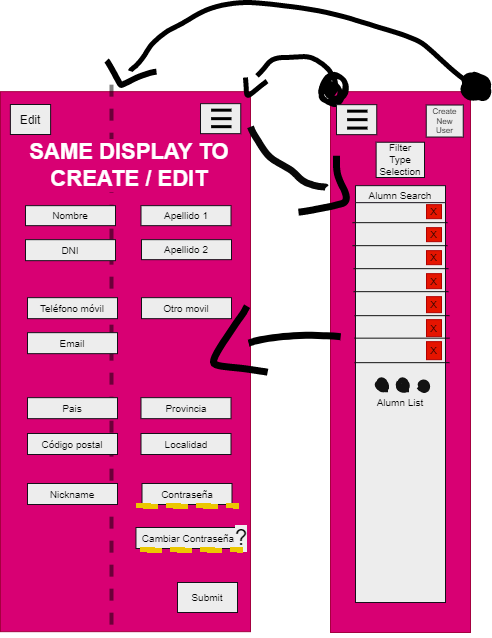 Edit
SAME DISPLAY TO
CREATE / EDIT
Nombre
Apellido 1
DNI
Apellido 2
Teléfono móvil
Otro movil
Email
Pais
Provincia
Código postal
Localidad
Nickname
Contraseña
Cambiar Contraseña ?
Submit
Create
New
User
Filter
Type
Selection
Alumn Search
X
X
X
X
X
X
X
Alumn List